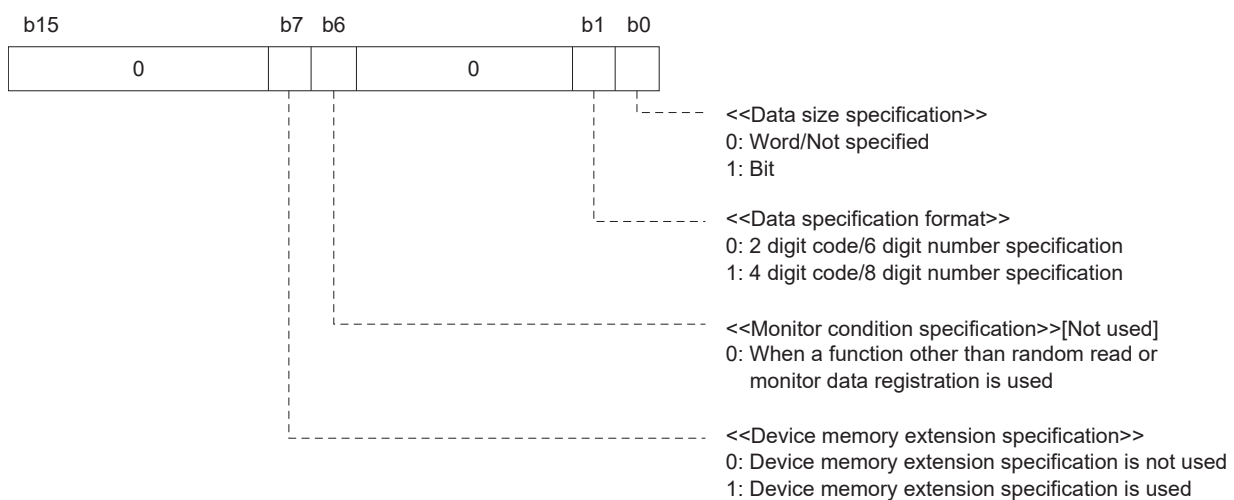 b15 b7 b6 b1 b0
0 0
<<Data size specification>>
0: Word/Not specified
1: Bit
<<Data specification format>>
0: 2 digit code/6 digit number specification
1: 4 digit code/8 digit number specification
<<Monitor condition specification>>[Not used]
0: When a function other than random read or
monitor data registration is used
<<Device memory extension specification>>
0: Device memory extension specification is not used
1: Device memory extension specification is used